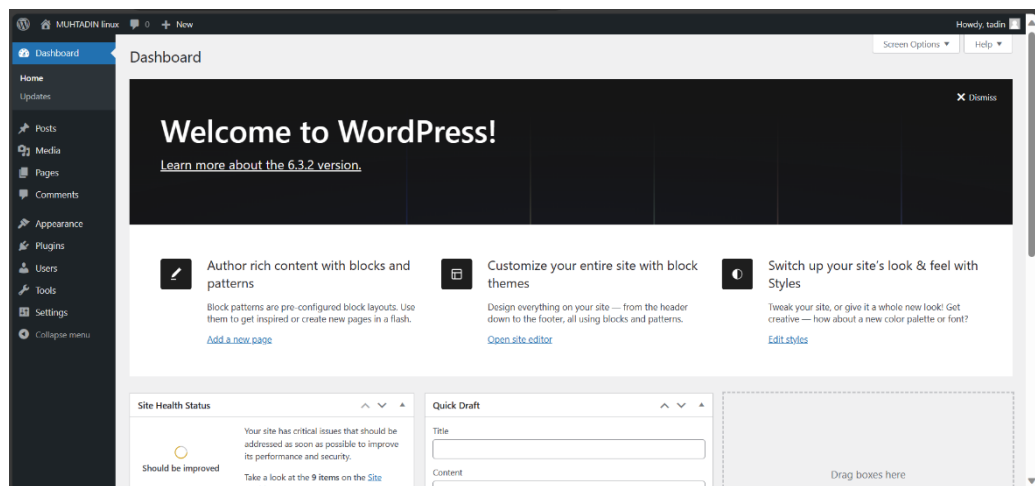 MUHTADIN linux 0 + New Howdy, tadin
Dashboard
Home
Updates
Posts
Media
Pages
Comments
Appearance
Plugins
Users
Tools
Settings
Collapse menu
Screen Options ▼ Help ▼
Dashboard
Dismiss
Welcome to WordPress!
Learn more about the 6.3.2 version.
Author rich content with blocks and
patterns
Block patterns are pre-configured block layouts. Use
them to get inspired or create new pages in a flash.
Add a new page
Customize your entire site with block
themes
Design everything on your site — from the header
down to the footer, all using blocks and patterns.
Open site editor
Switch up your site's look & feel with
Styles
Tweak your site, or give it a whole new look! Get
creative — how about a new color palette or font?
Edit styles
Site Health Status
Should be improved
Your site has critical issues that should be
addressed as soon as possible to improve
its performance and security.
Take a look at the 9 items on the Site
Quick Draft
Title
Content
Drag boxes here